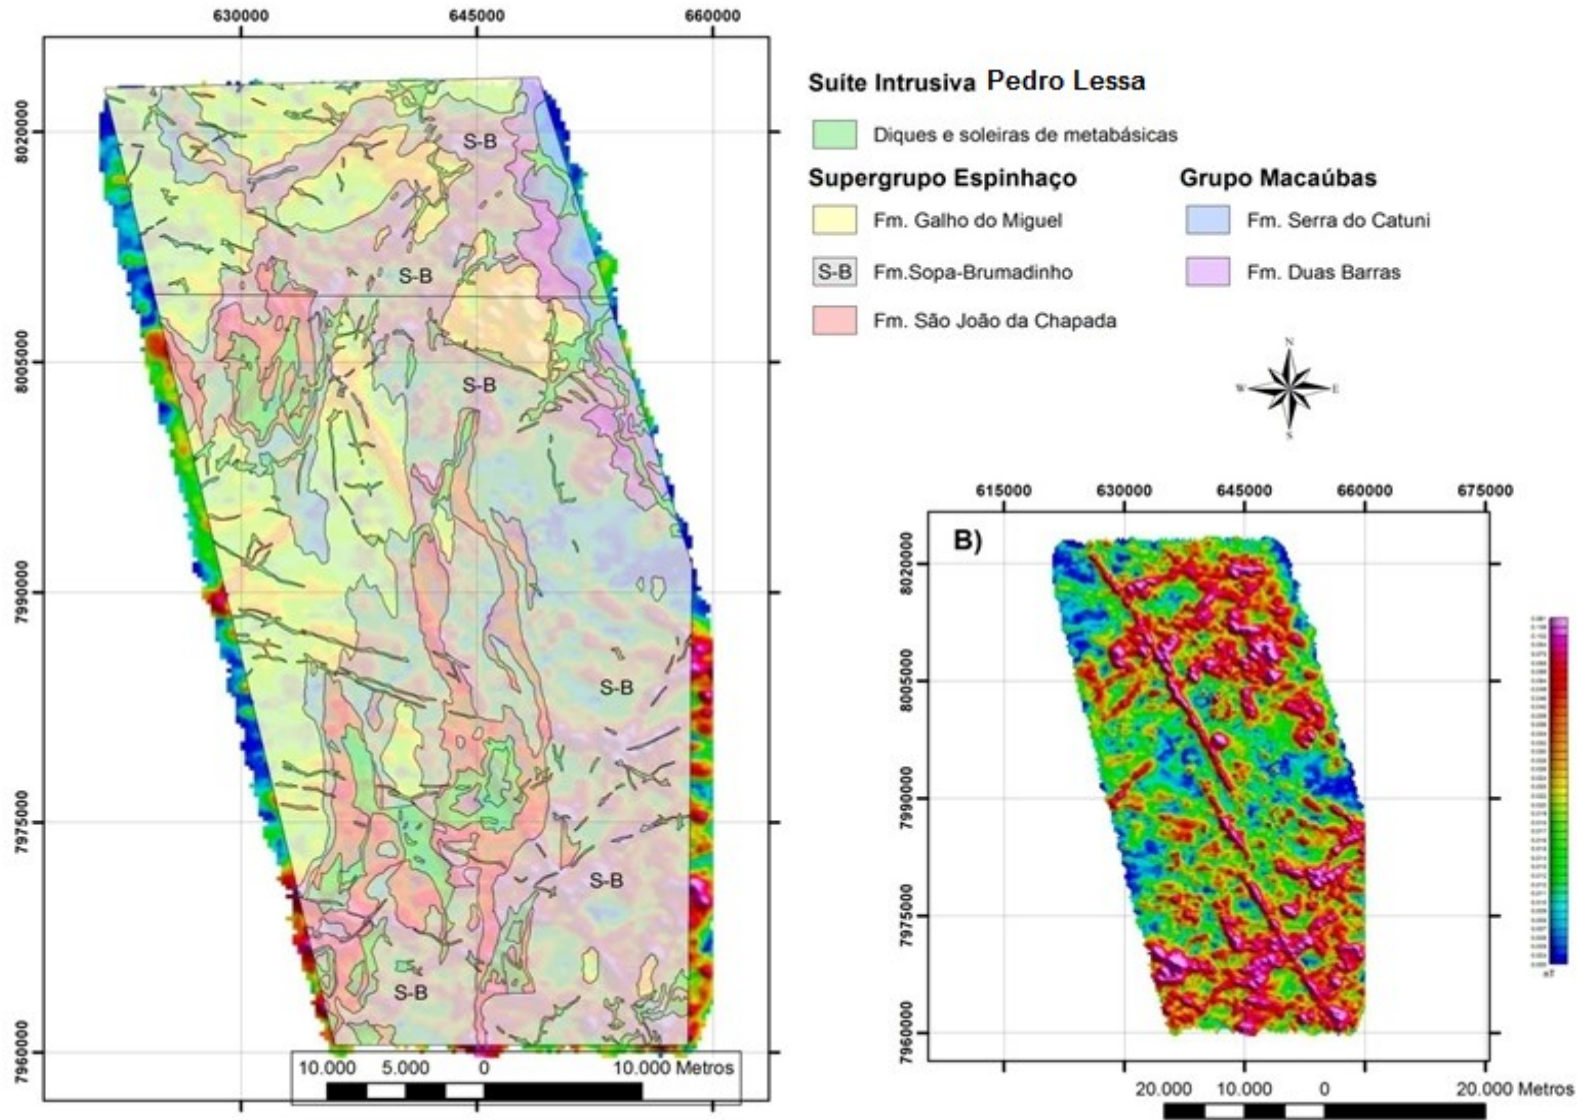 630000 645000 660000
8020000
8005000
7990000
7975000
7960000
S-B
S-B
S-B
S-B
S-B
S-B
10.000 5.000 0 10.000 Metros
Suíte Intrusiva Pedro Lessa
Diques e soleiras de metabásicas
Supergrupo Espinhaço
Fm. Galho do Miguel
S-B Fm.Sopa-Brumadinho
Fm. São João da Chapada
Grupo Macaúbas
Fm. Serra do Catuni
Fm. Duas Barras
N
W E
S
615000 630000 645000 660000 675000
B)
8020000
8005000
7990000
7975000
7960000
nT
20.000 10.000 0 20.000 Metros